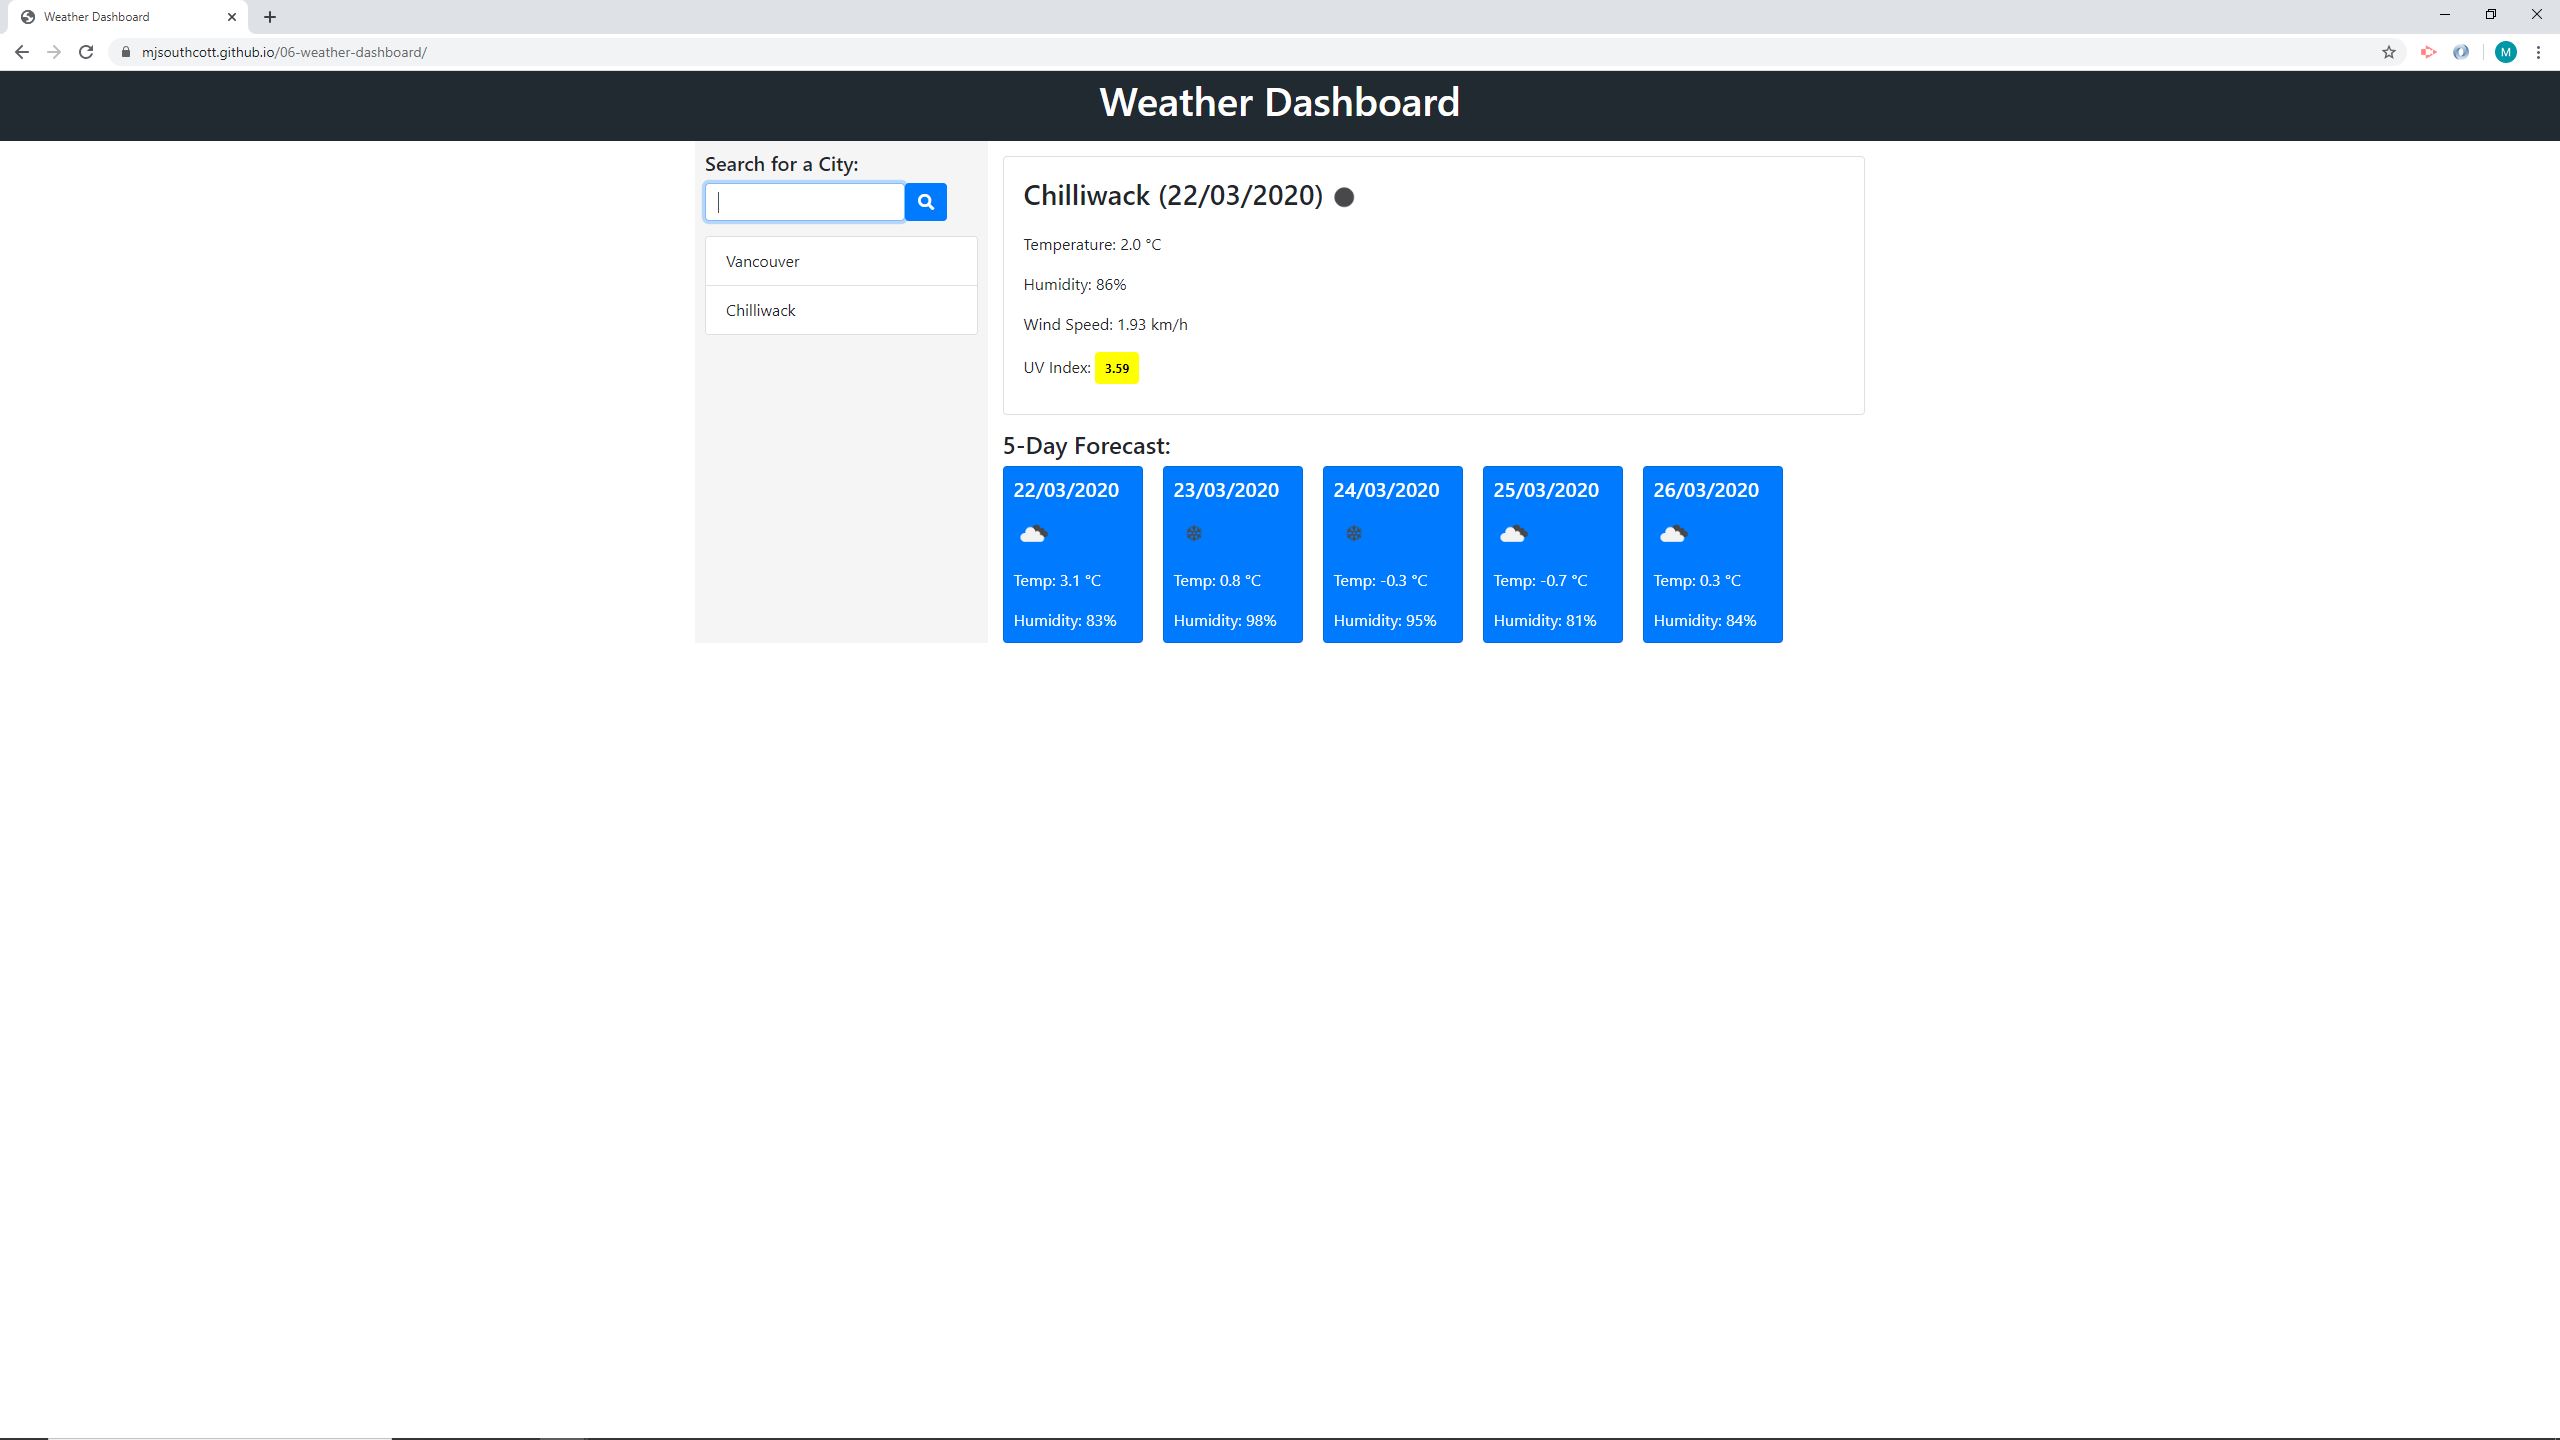 Weather Dashboard
mjsouthcott.github.io/06-weather-dashboard/
M
Weather Dashboard
Search for a City:
Vancouver
Chilliwack
Chilliwack (22/03/2020)
Temperature: 2.0 °C
Humidity: 86%
Wind Speed: 1.93 km/h
UV Index: 3.59
5-Day Forecast:
22/03/2020 23/03/2020 24/03/2020 25/03/2020 26/03/2020
Temp: 3.1 °C Temp: 0.8 °C Temp: -0.3 °C Temp: -0.7 °C Temp: 0.3 °C
Humidity: 83% Humidity: 98% Humidity: 95% Humidity: 81% Humidity: 84%